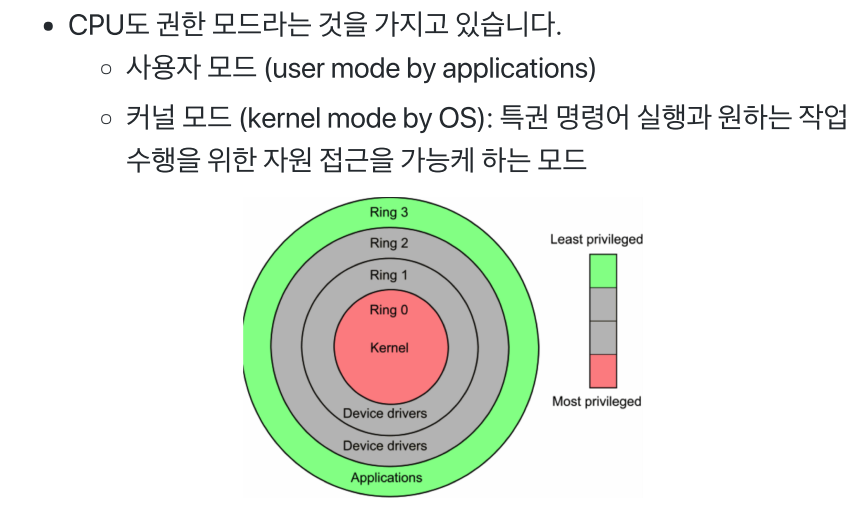 CPU도 권한 모드라는 것을 가지고 있습니다.
사용자 모드 (user mode by applications)
커널 모드 (kernel mode by OS): 특권 명령어 실행과 원하는 작업
수행을 위한 자원 접근을 가능케 하는 모드
Ring 3
Ring 2
Ring 1
Ring 0
Kernel
Device drivers
Device drivers
Applications
Least privileged
Most privileged